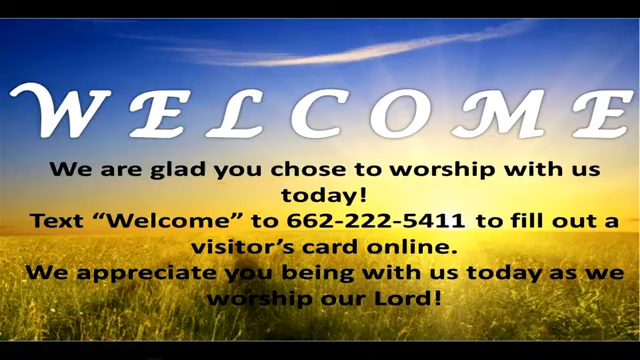 WELCOME
We are glad you chose to worship with us
today!
Text “Welcome” to 662-222-5411 to fill out a
visitor’s card online.
We appreciate you being with us today as we
worship our Lord!